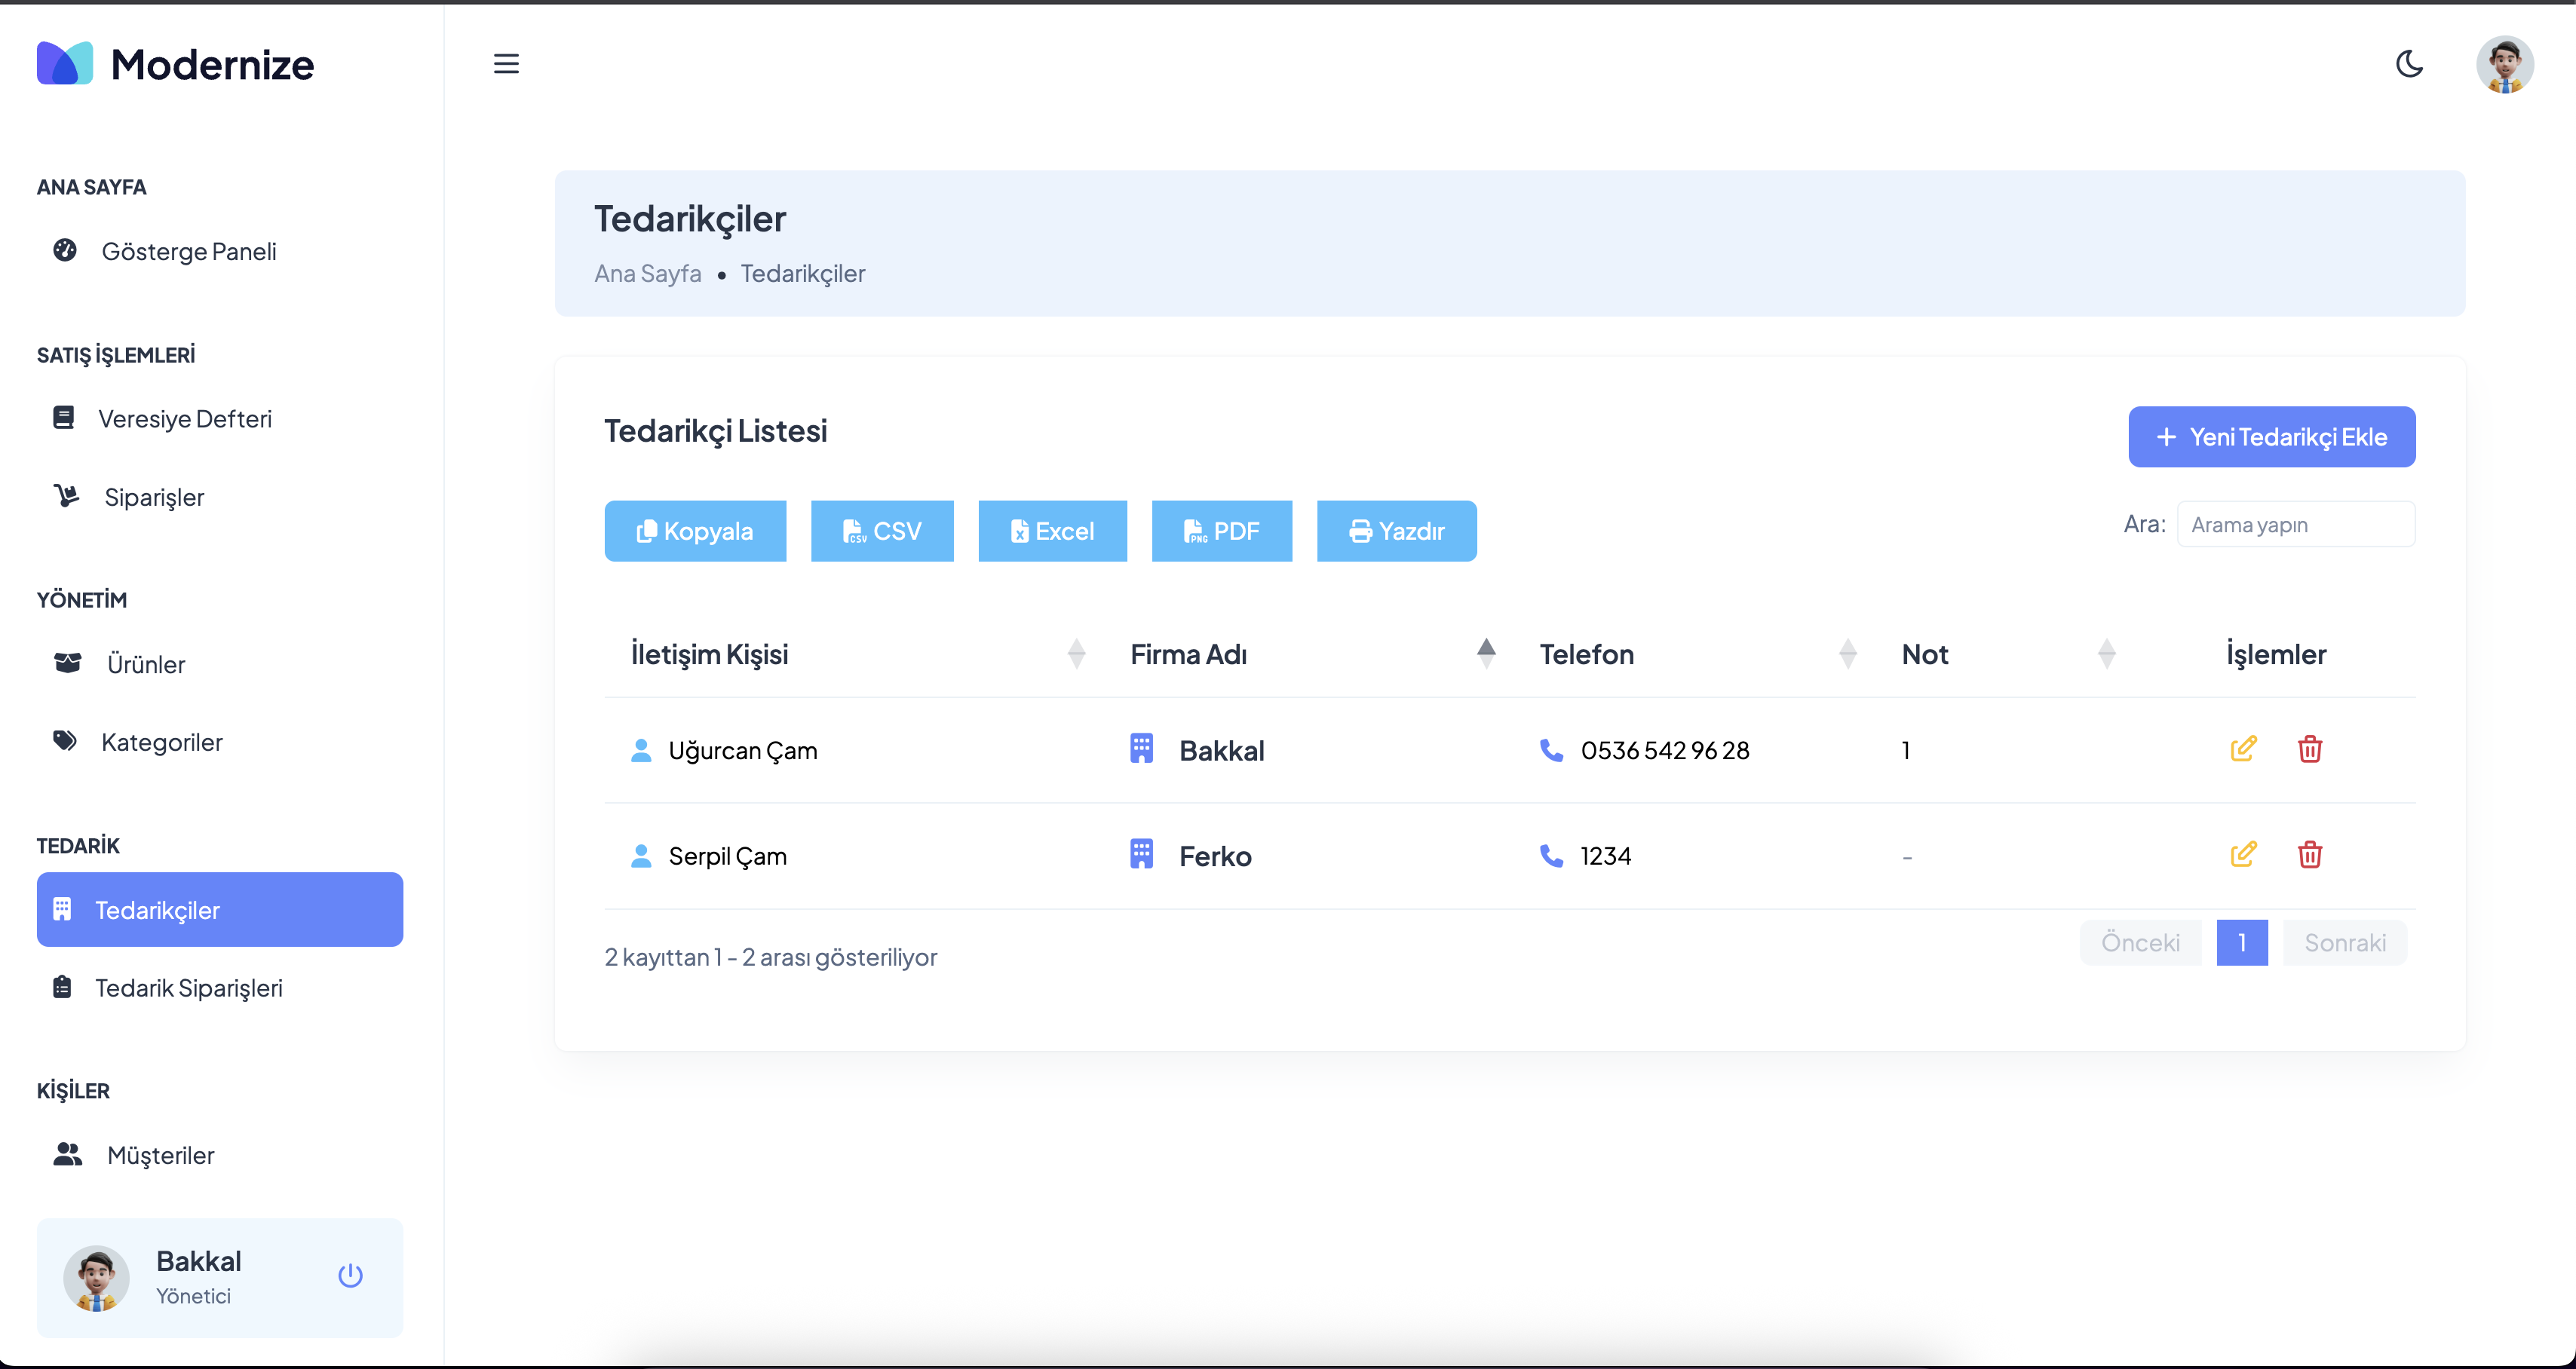 Modernize
ANA SAYFA
Gösterge Paneli
SATIŞ İŞLEMLERİ
Veresiye Defteri
Siparişler
YÖNETİM
Ürünler
Kategoriler
TEDARİK
Tedarikçiler
Tedarik Siparişleri
KİŞİLER
Müşteriler
Bakkal
Yönetici
Tedarikçiler
Ana Sayfa • Tedarikçiler
Tedarikçi Listesi
+ Yeni Tedarikçi Ekle
Kopyala CSV CSV Excel PNG PDF Yazdır
Ara: Arama yapın
İletişim Kişisi Firma Adı Telefon Not İşlemler
Uğurcan Çam Bakkal 0536 542 96 28 1
Serpil Çam Ferko 1234 -
2 kayıttan 1 - 2 arası gösteriliyor
Önceki 1 Sonraki